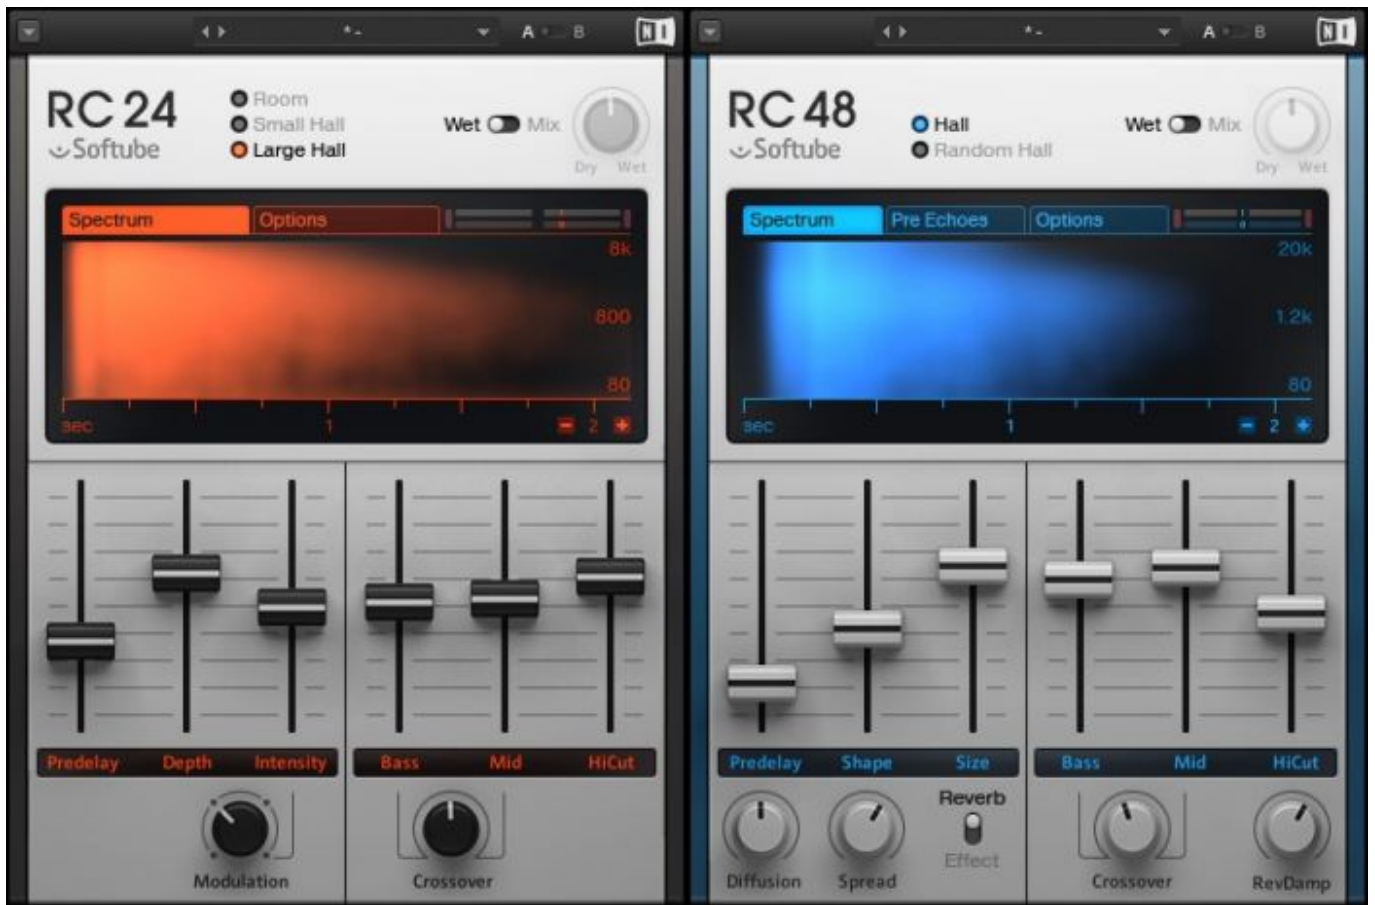 *- A B NI
RC 24
Softube
Room
Small Hall
Large Hall
Wet Mix
Dry Wet
Spectrum Options
8k
800
80
sec 1 - 2 +
Predelay Depth Intensity Bass Mid HiCut
Modulation Crossover
*- A B NI
RC 48
Softube
Hall
Random Hall
Wet Mix
Dry Wet
Spectrum Pre Echoes Options
20k
1.2k
80
sec 1 - 2 +
Predelay Shape Size Bass Mid HiCut
Reverb
Effect
Diffusion Spread Crossover RevDamp